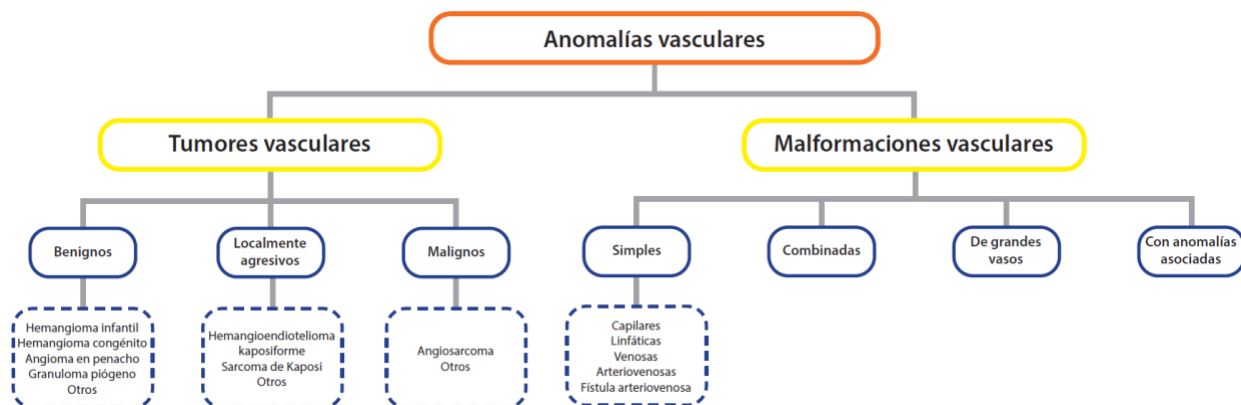 Anomalías vasculares
Tumores vasculares
Malformaciones vasculares
Benignos
Localmente
agresivos
Malignos
Simples
Combinadas
De grandes
vasos
Con anomalías
asociadas
Hemangioma infantil
Hemangioma congénito
Angioma en penacho
Granuloma piógeno
Otros
Hemangioendiotelioma
kaposiforme
Sarcoma de Kaposi
Otros
Angiosarcoma
Otros
Capilares
Linfáticas
Venosas
Arteriovenosas
Fístula arteriovenosa